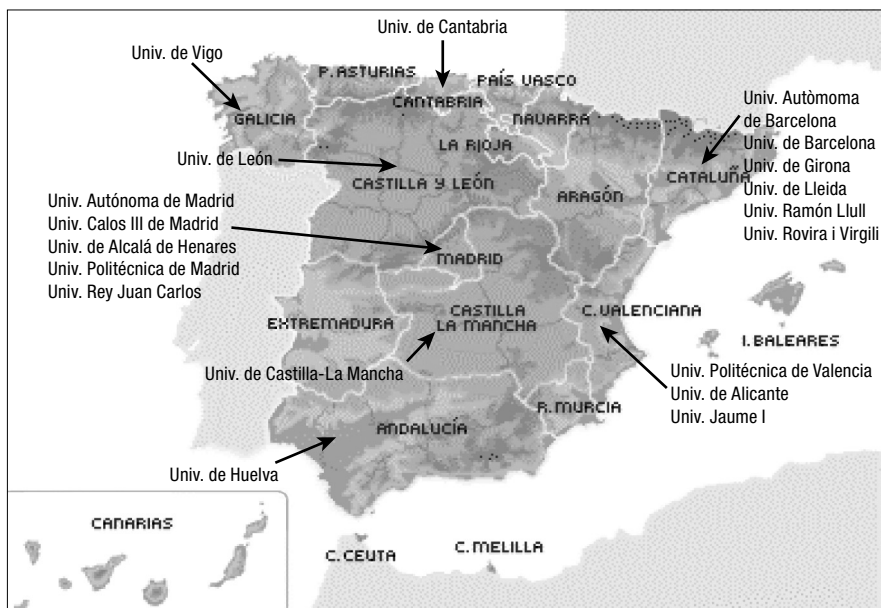 Univ. de Cantabria
Univ. de Vigo
P. ASTURIAS
PAÍS VASCO
CANTABRIA
GALICIA
NAVARRA
Univ. Autòmoma
de Barcelona
Univ. de Barcelona
Univ. de Girona
Univ. de Lleida
Univ. Ramón Llull
Univ. Rovira i Virgili
LA RIOJA
Univ. de León
CASTILLA Y LEÓN
ARAGÓN
CATALUÑA
Univ. Autónoma de Madrid
Univ. Calos III de Madrid
Univ. de Alcalá de Henares
Univ. Politécnica de Madrid
Univ. Rey Juan Carlos
MADRID
EXTREMADURA
CASTILLA
LA MANCHA
C. VALENCIANA
I. BALEARES
Univ. de Castilla-La Mancha
Univ. Politécnica de Valencia
Univ. de Alicante
Univ. Jaume I
R. MURCIA
ANDALUCÍA
Univ. de Huelva
CANARIAS
C. CEUTA
C. MELILLA